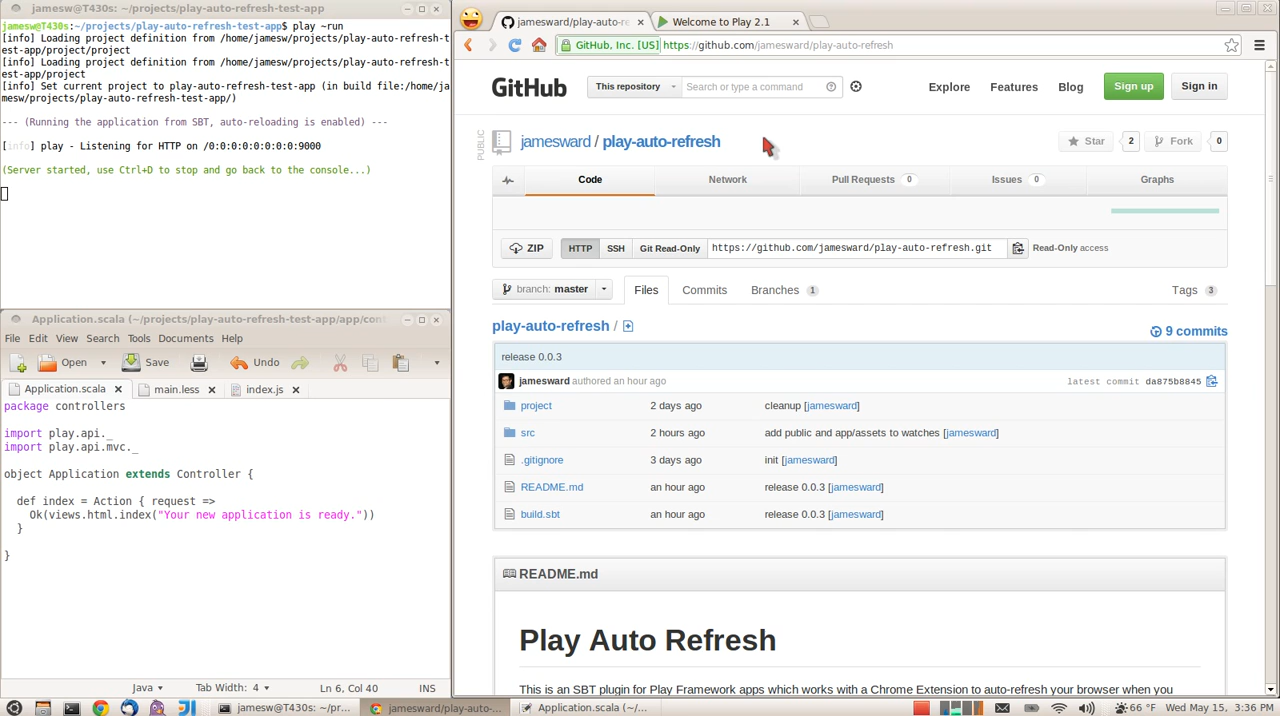 jamesw@T430s: ~/projects/play-auto-refresh-test-app
jamesw@T430s:~/projects/play-auto-refresh-test-app$ play ~run
[info] Loading project definition from /home/jamesw/projects/play-auto-refresh-t
est-app/project/project
[info] Loading project definition from /home/jamesw/projects/play-auto-refresh-t
est-app/project
[info] Set current project to play-auto-refresh-test-app (in build file:/home/ja
mesw/projects/play-auto-refresh-test-app/)
--- (Running the application from SBT, auto-reloading is enabled) ---
[info] play - Listening for HTTP on /0:0:0:0:0:0:0:0:9000
(Server started, use Ctrl+D to stop and go back to the console...)
Application.scala (~/projects/play-auto-refresh-test-app/app/cont
File Edit View Search Tools Documents Help
Open Save Undo
Application.scala main.less index.js
package controllers
import play.api._
import play.api.mvc._
object Application extends Controller {
def index = Action { request =>
Ok(views.html.index("Your new application is ready."))
}
}
Java Tab Width: 4 Ln 6, Col 40 INS
jamesward/play-auto-re Welcome to Play 2.1
GitHub, Inc. [US] https://github.com/jamesward/play-auto-refresh
GitHub This repository Search or type a command Explore Features Blog Sign up Sign in
PUBLIC
jamesward / play-auto-refresh Star 2 Fork 0
Code Network Pull Requests 0 Issues 0 Graphs
ZIP HTTP SSH Git Read-Only https://github.com/jamesward/play-auto-refresh.git Read-Only access
branch: master Files Commits Branches 1 Tags 3
play-auto-refresh / 9 commits
release 0.0.3
jamesward authored an hour ago latest commit da875b8845
project 2 days ago cleanup [jamesward]
src 2 hours ago add public and app/assets to watches [jamesward]
.gitignore 3 days ago init [jamesward]
README.md an hour ago release 0.0.3 [jamesward]
build.sbt an hour ago release 0.0.3 [jamesward]
README.md
Play Auto Refresh
This is an SBT plugin for Play Framework apps which works with a Chrome Extension to auto-refresh your browser when you
jamesw@T430s: ~/pr... jamesward/play-auto-... Application.scala (~/... 66 °F Wed May 15, 3:36 PM